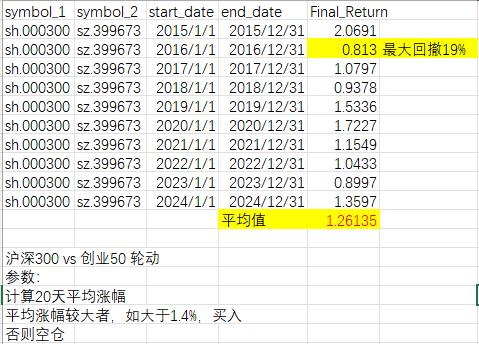 symbol_1 symbol_2 start_date end_date Final_Return
sh.000300 sz.399673 2015/1/1 2015/12/31 2.0691
sh.000300 sz.399673 2016/1/1 2016/12/31 0.813 最大回撤19%
sh.000300 sz.399673 2017/1/1 2017/12/31 1.0797
sh.000300 sz.399673 2018/1/1 2018/12/31 0.9378
sh.000300 sz.399673 2019/1/1 2019/12/31 1.5336
sh.000300 sz.399673 2020/1/1 2020/12/31 1.7227
sh.000300 sz.399673 2021/1/1 2021/12/31 1.1549
sh.000300 sz.399673 2022/1/1 2022/12/31 1.0433
sh.000300 sz.399673 2023/1/1 2023/12/31 0.8997
sh.000300 sz.399673 2024/1/1 2024/12/31 1.3597
平均值 1.26135
沪深300 vs 创业50 轮动
参数：
计算20天平均涨幅
平均涨幅较大者，如大于1.4%，买入
否则空仓